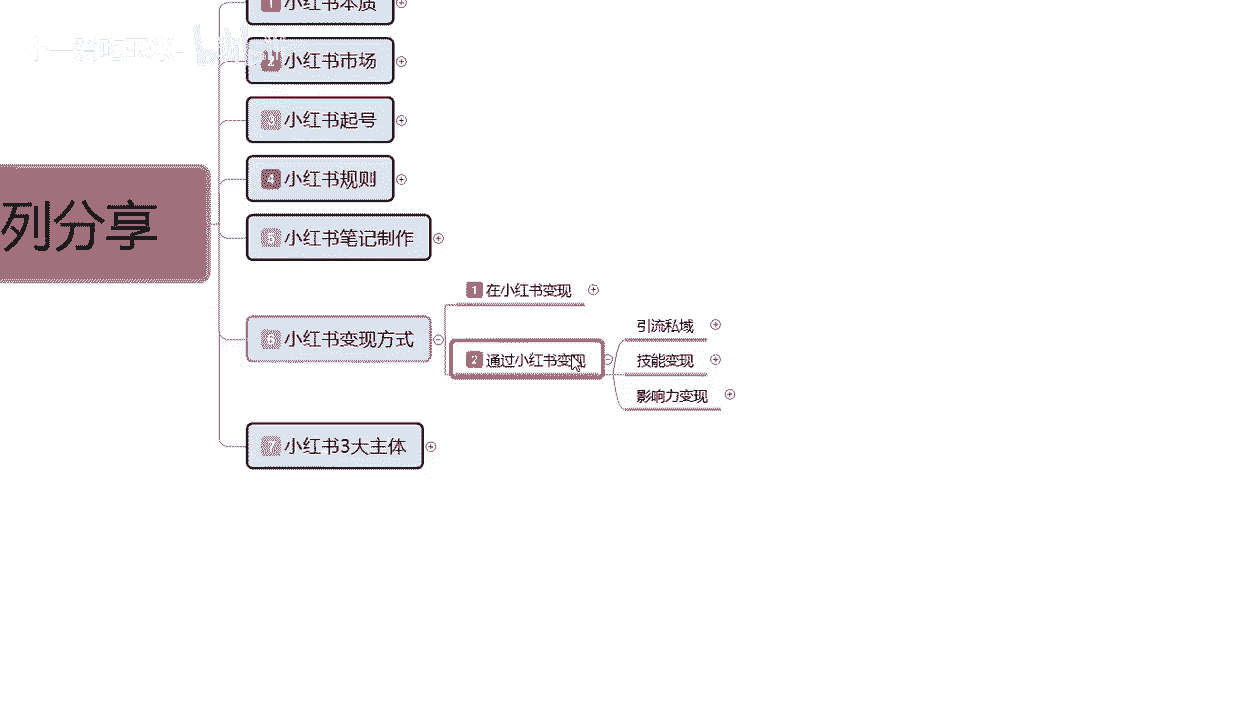 1 小红书本质
2 小红书市场
3 小红书起号
4 小红书规则
列分享
5 小红书笔记制作
1 在小红书变现
引流私域
6 小红书变现方式
2 通过小红书变现
技能变现
影响力变现
7 小红书3大主体